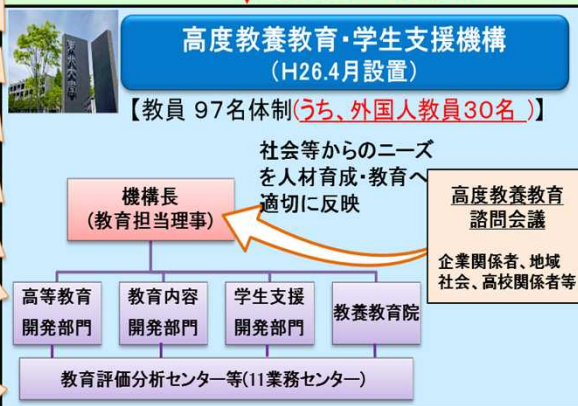 高度教養教育・学生支援機構
(H26.4月設置)
【教員 97名体制(うち、外国人教員30名 )】
社会等からのニーズ
を人材育成・教育へ
適切に反映
機構長
(教育担当理事)
高度教養教育
諮問会議
企業関係者、地域
社会、高校関係者等
高等教育
開発部門
教育内容
開発部門
学生支援
開発部門
教養教育院
教育評価分析センター等(11業務センター)